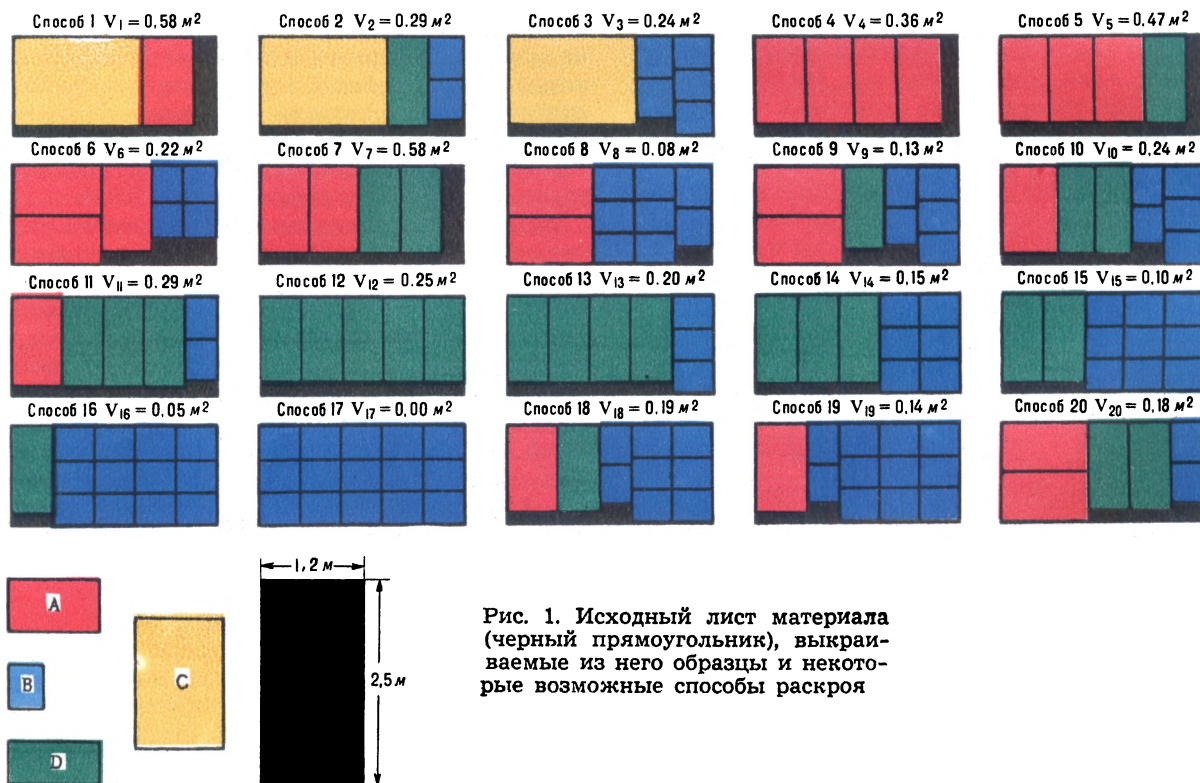 Способ 1 V₁ = 0,58 м²
Способ 2 V₂ = 0.29 м²
Способ 3 V₃ = 0.24 м²
Способ 4 V₄ = 0.36 м²
Способ 5 V₅ = 0.47 м²
Способ 6 V₆ = 0.22 м²
Способ 7 V₇ = 0.58 м²
Способ 8 V₈ = 0.08 м²
Способ 9 V₉ = 0,13 м²
Способ 10 V₁₀ = 0,24 м²
Способ 11 V₁₁ = 0.29 м²
Способ 12 V₁₂ = 0.25 м²
Способ 13 V₁₃ = 0.20 м²
Способ 14 V₁₄ = 0,15 м²
Способ 15 V₁₅ = 0,10 м²
Способ 16 V₁₆ = 0,05 м²
Способ 17 V₁₇ = 0,00 м²
Способ 18 V₁₈ = 0,19 м²
Способ 19 V₁₉ = 0,14 м²
Способ 20 V₂₀ = 0,18 м²
A
B
D
C
1,2 м
2,5 м
Рис. 1. Исходный лист материала
(черный прямоугольник), выкраи-
ваемые из него образцы и некото-
рые возможные способы раскроя